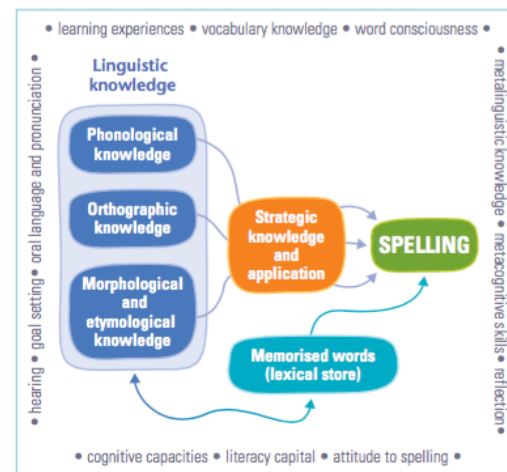 • learning experiences • vocabulary knowledge • word consciousness •
Linguistic
knowledge
Phonological
knowledge
Orthographic
knowledge
Morphological
and
etymological
knowledge
Strategic
knowledge
and
application
SPELLING
Memorised words
(lexical store)
• hearing • goal setting • oral language and pronunciation •
metalinguistic knowledge • metacognitive skills • reflection •
• cognitive capacities • literacy capital • attitude to spelling •